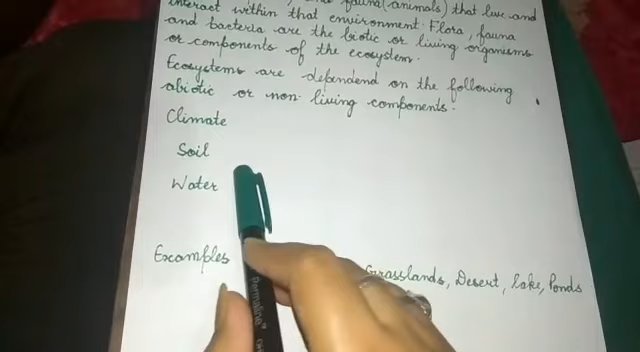 fauna (animals) that live and
interact within that environment. Flora, fauna
and bacteria are the biotic or living organisms
or components of the ecosystem.
Ecosystems are dependend on the following
abiotic or non-living components.
Climate
Soil
Water
Examples
Grasslands, Desert, lake, Ponds
Permaline